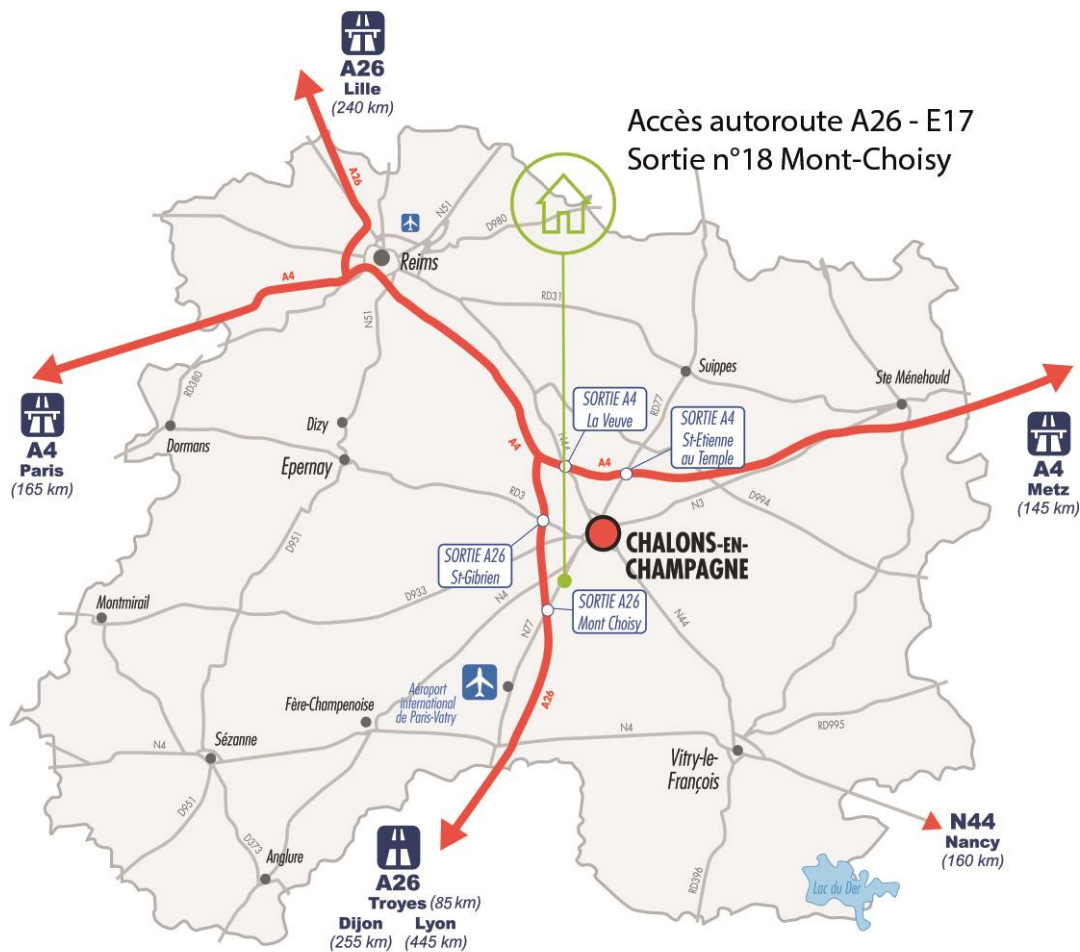 A26
Lille
(240 km)
Accès autoroute A26 - E17
Sortie n°18 Mont-Choisy
A26
N51
D980
Reims
A4
N51
RD31
RD380
Suippes
Ste Ménehould
SORTIE A4
La Veuve
RD77
SORTIE A4
St-Etienne
au Temple
A4
Paris
(165 km)
Dormans
Dizy
Epernay
A4
N44
A4
A4
Metz
(145 km)
RD3
N3
D994
D951
SORTIE A26
St-Gibrien
CHALONS-EN-
CHAMPAGNE
Montmirail
D933
N4
SORTIE A26
Mont Choisy
N77
N44
Aéroport
International
de Paris-Vatry
A26
Fère-Champenoise
N4
Sézanne
N4
RD995
Vitry-le-
François
D951
D373
Anglure
N44
Nancy
(160 km)
RD396
Lac du Der
A26
Troyes (85 km)
Dijon Lyon
(255 km) (445 km)